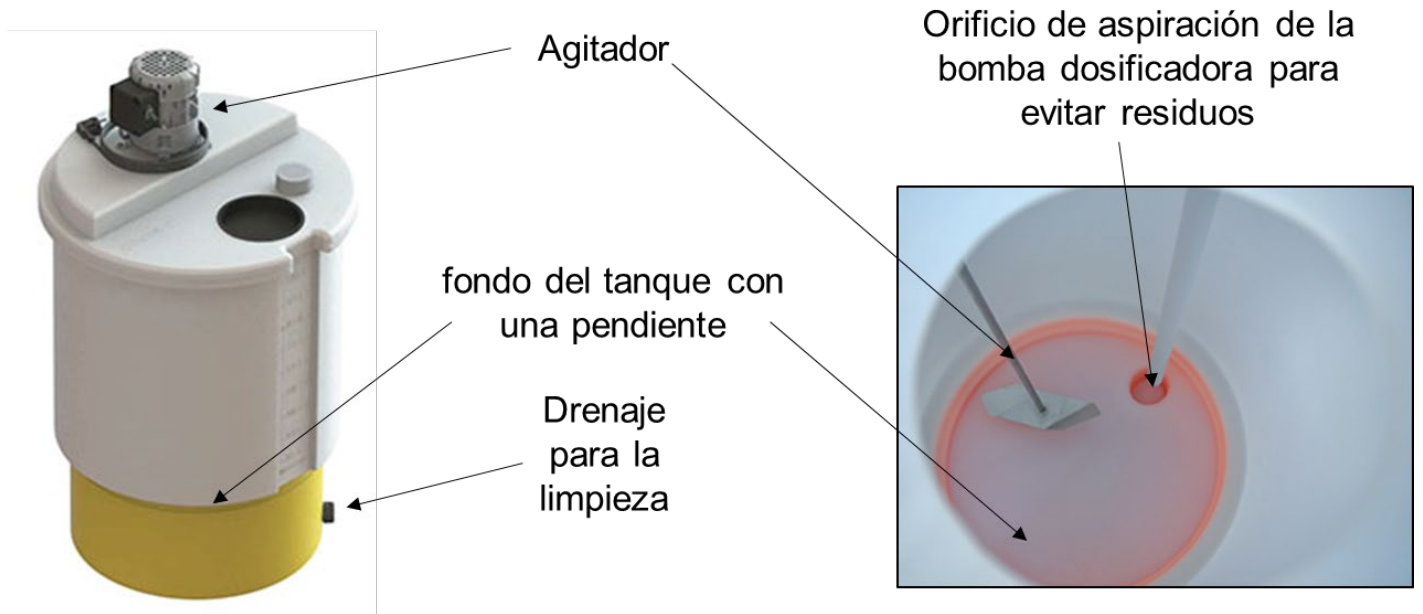 Agitador
Orificio de aspiración de la
bomba dosificadora para
evitar residuos
fondo del tanque con
una pendiente
Drenaje
para la
limpieza